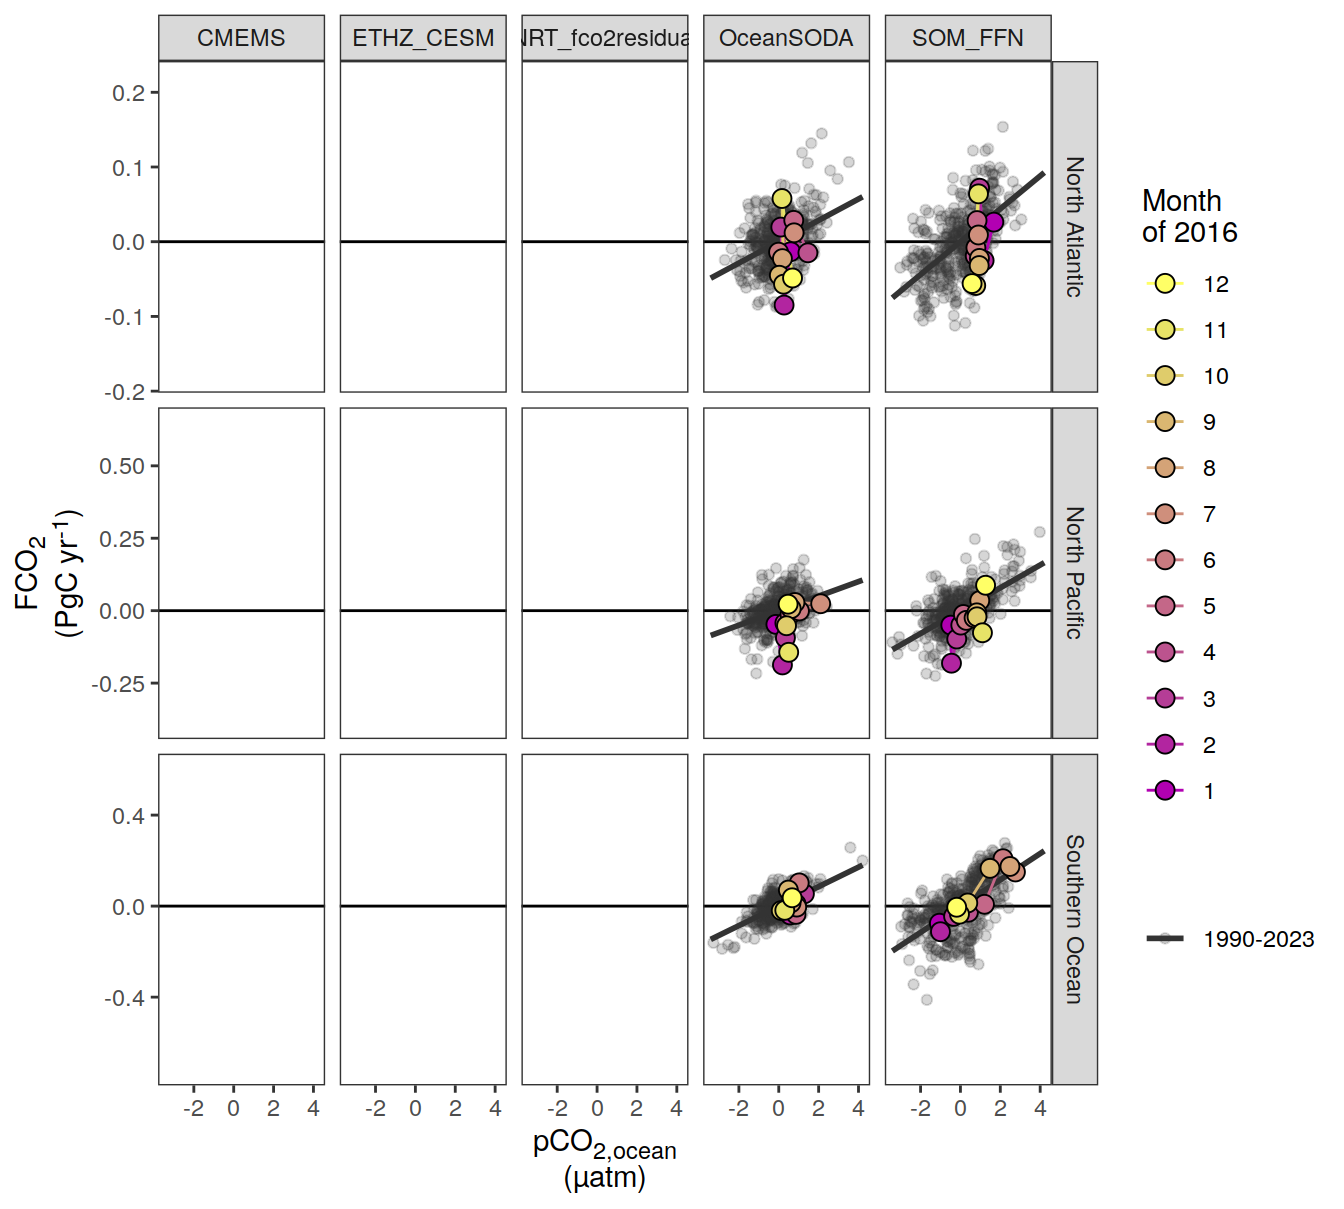 CMEMS ETHZ_CESM NRT_fco2residua OceanSODA SOM_FFN
0.2
0.1
0.0
-0.1
-0.2
North Atlantic
0.50
0.25
0.00
-0.25
North Pacific
0.4
0.0
-0.4
Southern Ocean
-2 0 2 4 -2 0 2 4 -2 0 2 4 -2 0 2 4 -2 0 2 4
FCO2
(PgC yr-1)
pCO2,ocean
(µatm)
Month
of 2016
12
11
10
9
8
7
6
5
4
3
2
1
1990-2023